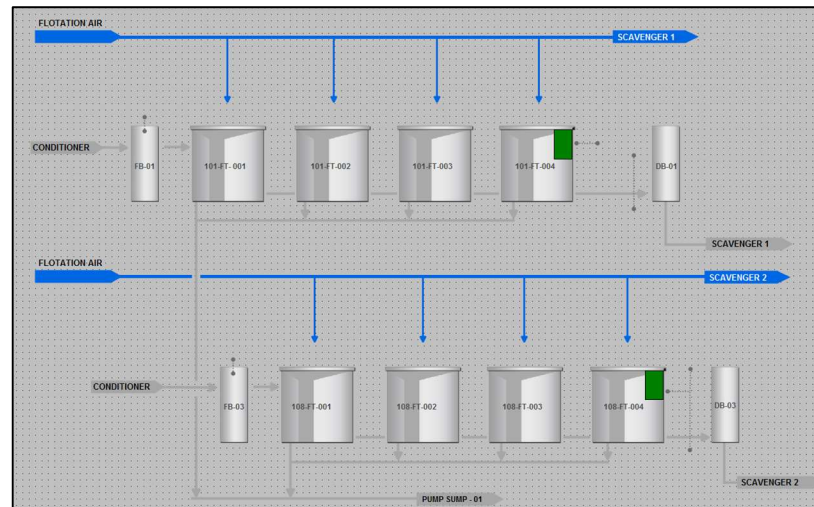 FLOTATION AIR
SCAVENGER 1
CONDITIONER
FB-01
101-FT- 001
101-FT-002
101-FT-003
101-FT-004
DB-01
SCAVENGER 1
FLOTATION AIR
SCAVENGER 2
CONDITIONER
FB-03
108-FT-001
108-FT-002
108-FT-003
108-FT-004
DB-03
SCAVENGER 2
PUMP SUMP - 01